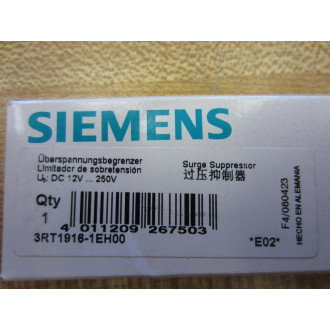 SIEMENS
Überspannungsbegrenzer
Limitador de sobretensión
Us: DC 12V ... 250V
Surge Suppressor
过压抑制器
Qty
1
4 011209 267503
3RT1916-1EH00
*E02*
F4/080423
HECHO EN ALEMANIA